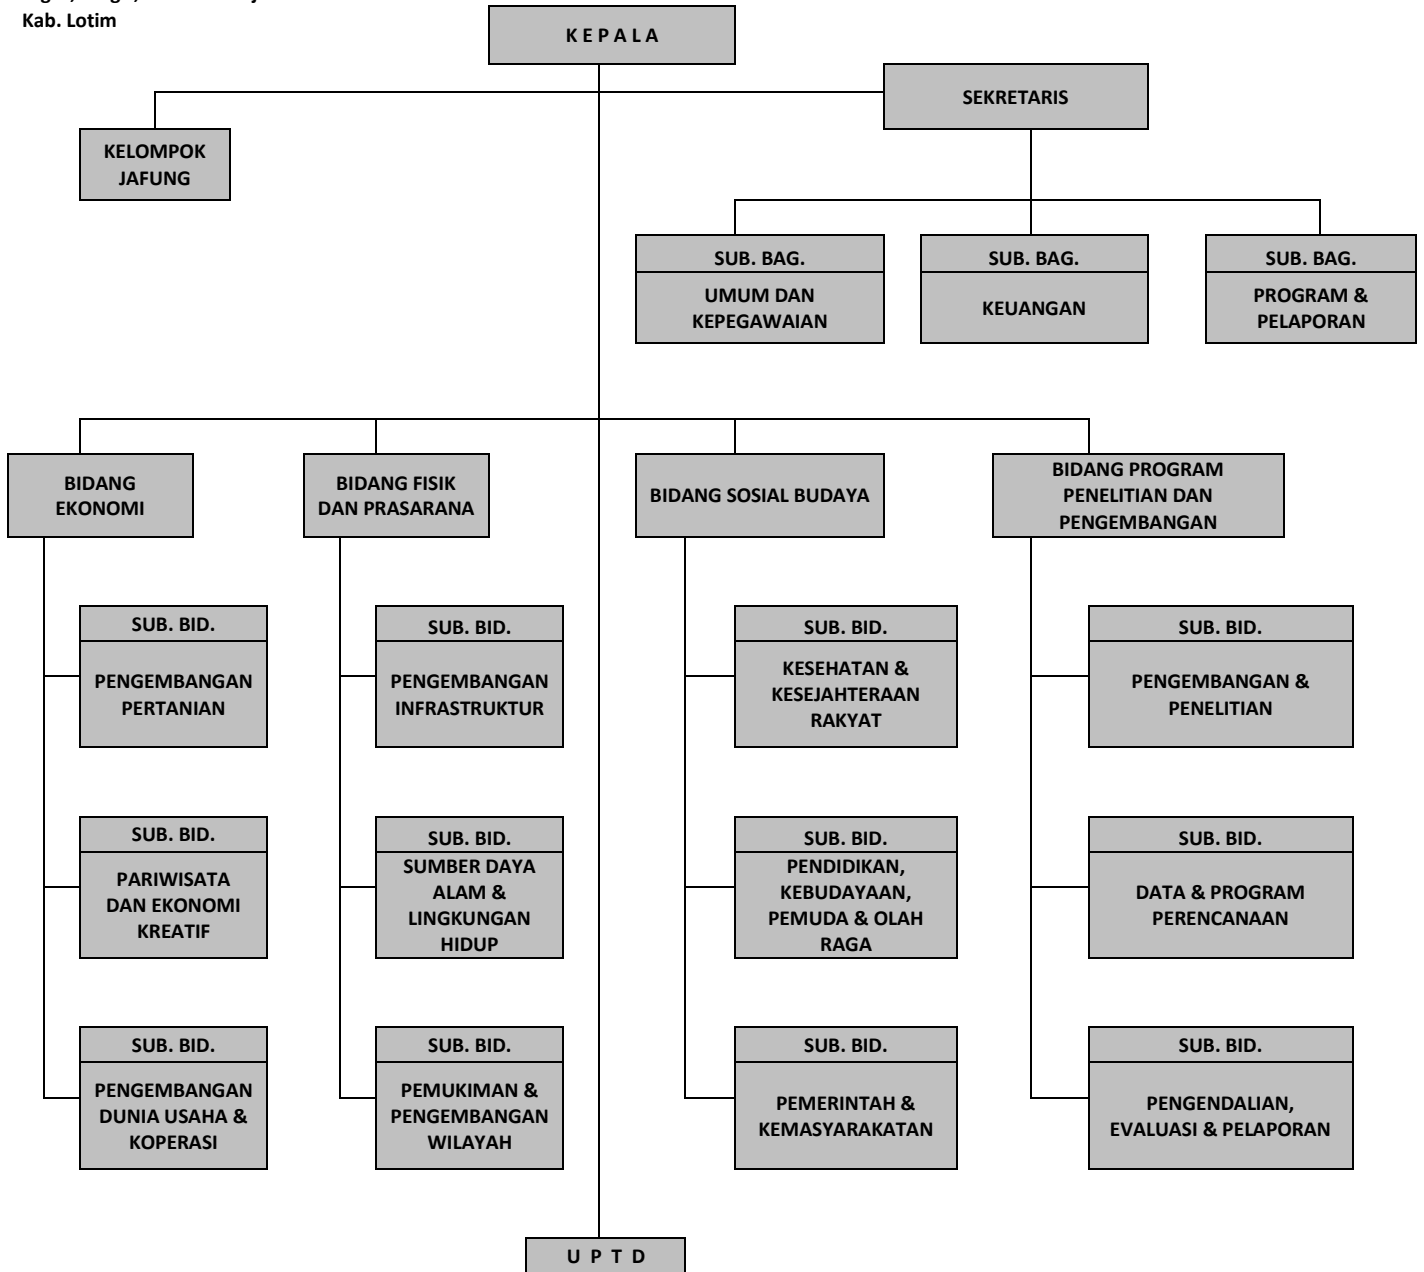 Kab. Lotim
K E P A L A
SEKRETARIS
KELOMPOK
JAFUNG
SUB. BAG.
UMUM DAN
KEPEGAWAIAN
SUB. BAG.
KEUANGAN
SUB. BAG.
PROGRAM &
PELAPORAN
BIDANG
EKONOMI
BIDANG FISIK
DAN PRASARANA
BIDANG SOSIAL BUDAYA
BIDANG PROGRAM
PENELITIAN DAN
PENGEMBANGAN
SUB. BID.
PENGEMBANGAN
PERTANIAN
SUB. BID.
PENGEMBANGAN
INFRASTRUKTUR
SUB. BID.
KESEHATAN &
KESEJAHTERAAN
RAKYAT
SUB. BID.
PENGEMBANGAN &
PENELITIAN
SUB. BID.
PARIWISATA
DAN EKONOMI
KREATIF
SUB. BID.
SUMBER DAYA
ALAM &
LINGKUNGAN
HIDUP
SUB. BID.
PENDIDIKAN,
KEBUDAYAAN,
PEMUDA & OLAH
RAGA
SUB. BID.
DATA & PROGRAM
PERENCANAAN
SUB. BID.
PENGEMBANGAN
DUNIA USAHA &
KOPERASI
SUB. BID.
PEMUKIMAN &
PENGEMBANGAN
WILAYAH
SUB. BID.
PEMERINTAH &
KEMASYARAKATAN
SUB. BID.
PENGENDALIAN,
EVALUASI & PELAPORAN
U P T D